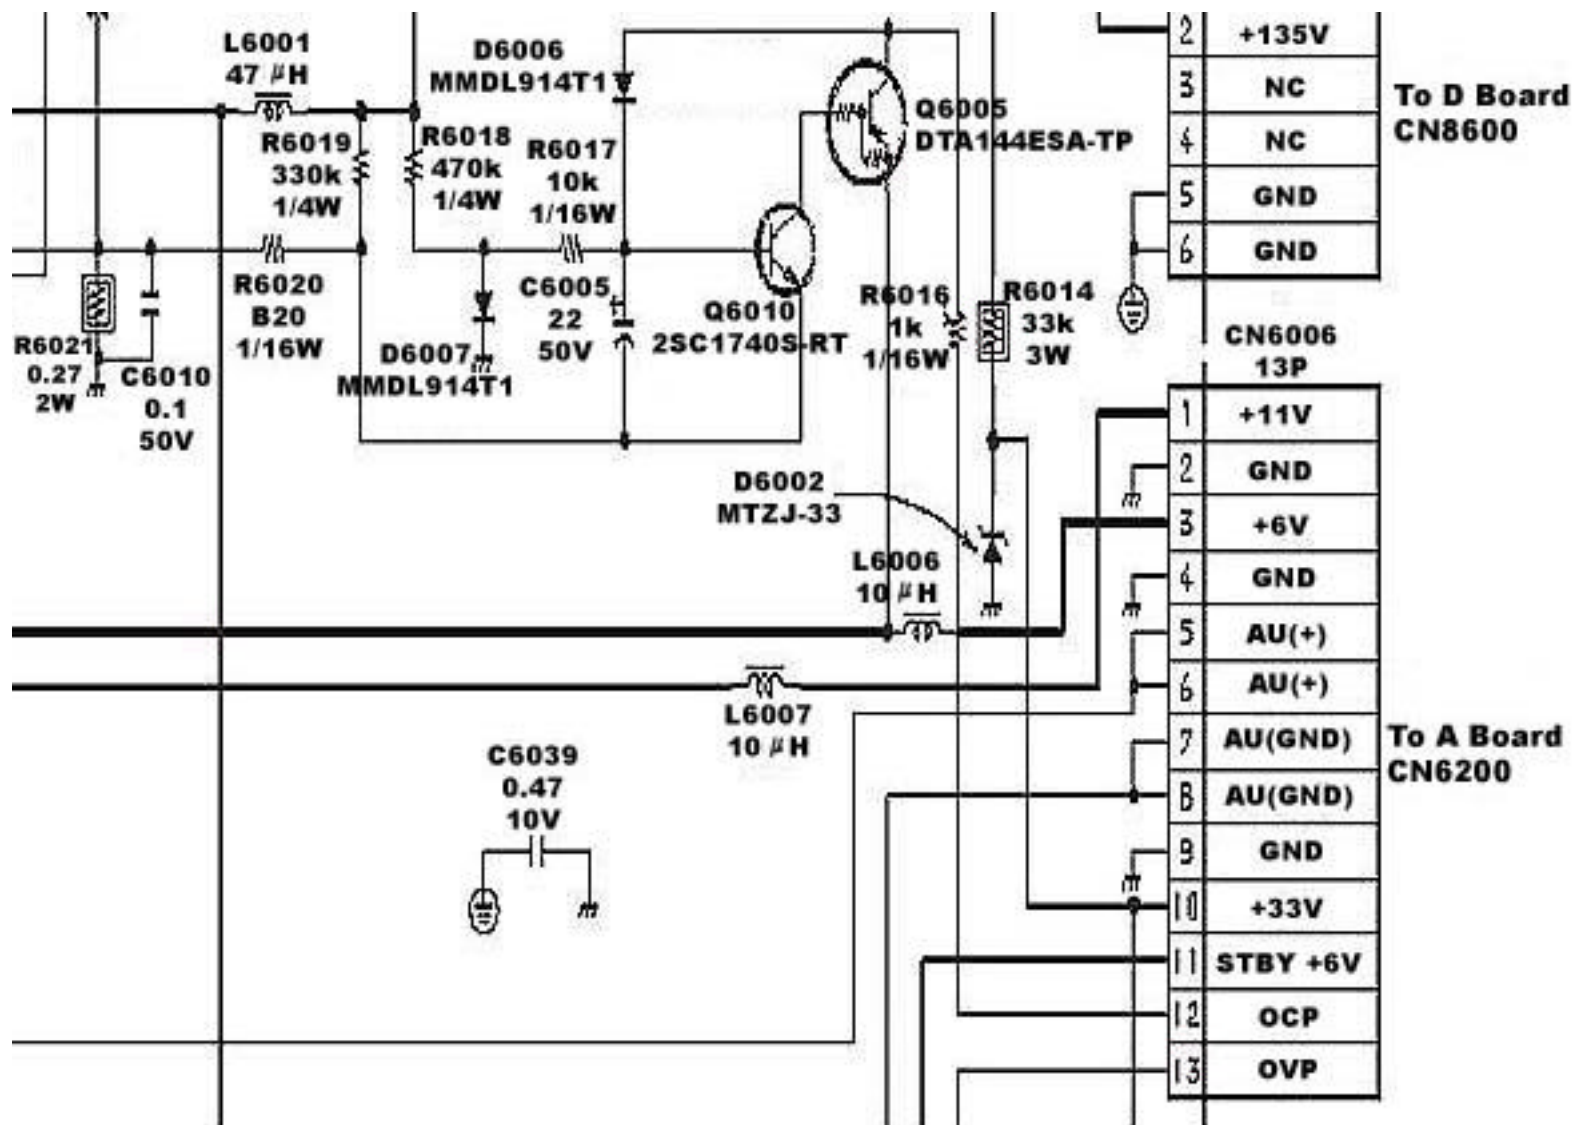 L6001
47 μH
D6006
MMDL914T1
Q6005
DTA144ESA-TP
R6019
330k
1/4W
R6018
470k
1/4W
R6017
10k
1/16W
2 +135V
3 NC
4 NC
5 GND
6 GND
To D Board
CN8600
R6020
B20
1/16W
R6021
0.27
2W
C6010
0.1
50V
D6007
MMDL914T1
C6005
22
50V
+
Q6010
2SC1740S-RT
R6016
1k
1/16W
R6014
33k
3W
CN6006
13P
D6002
MTZJ-33
L6006
10 μH
L6007
10 μH
C6039
0.47
10V
1 +11V
2 GND
3 +6V
4 GND
5 AU(+)
6 AU(+)
7 AU(GND)
8 AU(GND)
9 GND
10 +33V
11 STBY +6V
12 OCP
13 OVP
To A Board
CN6200